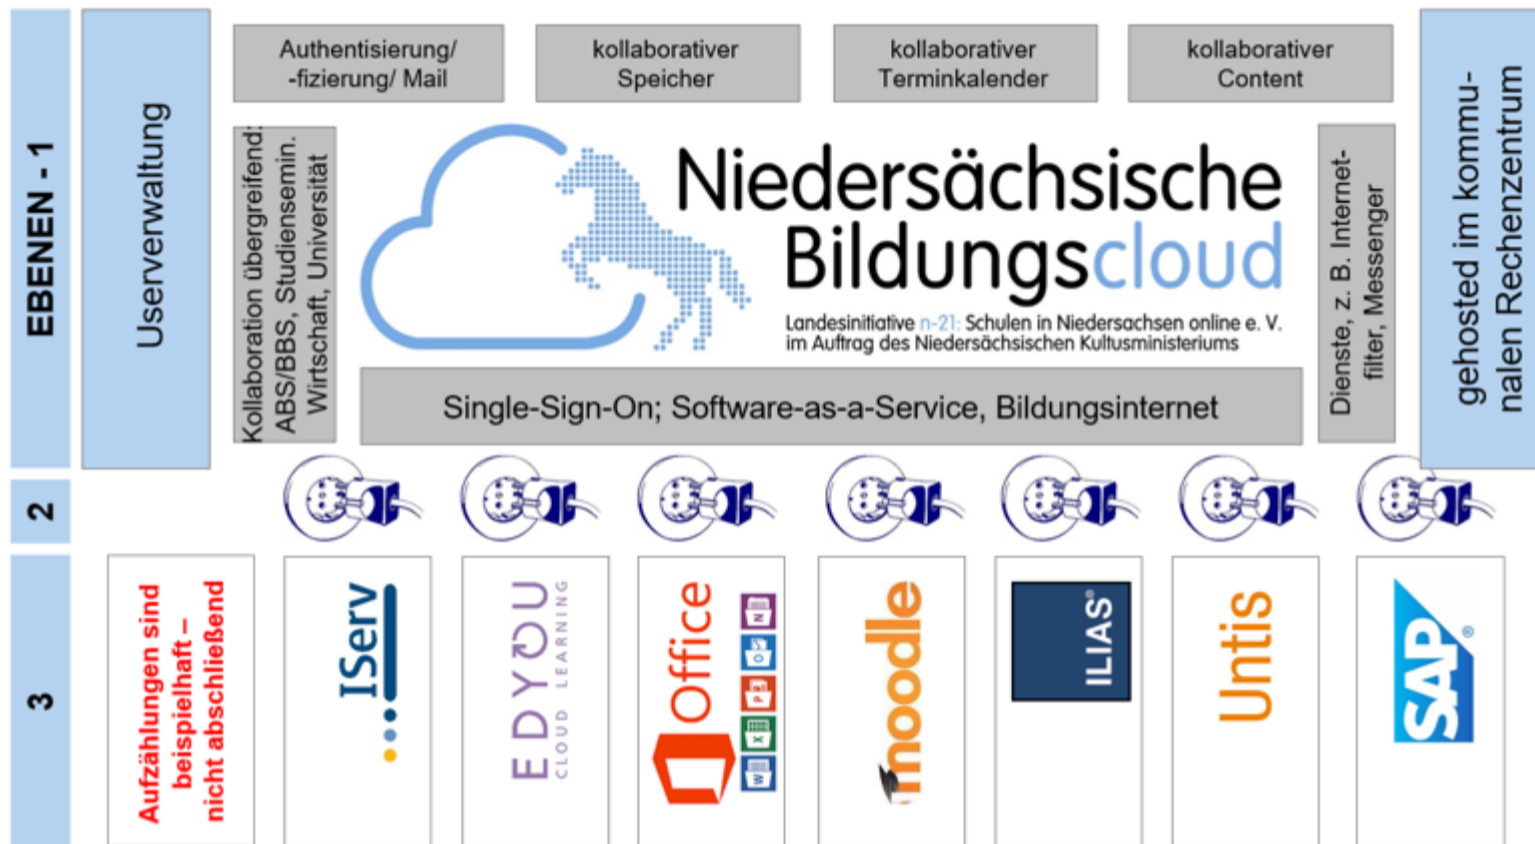 EBENEN - 1
2
3
Userverwaltung
Authentisierung/
-fizierung/ Mail
kollaborativer
Speicher
kollaborativer
Terminkalender
kollaborativer
Content
Kollaboration übergreifend:
ABS/BBS, Studiensemin.
Wirtschaft, Universität
Niedersächsische
Bildungscloud
Landesinitiative n-21: Schulen in Niedersachsen online e. V.
im Auftrag des Niedersächsischen Kultusministeriums
Single-Sign-On; Software-as-a-Service, Bildungsinternet
Dienste, z. B. Internet-
filter, Messenger
gehosted im kommu-
nalen Rechenzentrum
Aufzählungen sind
beispielhaft –
nicht abschließend
IServ
EDYOU
CLOUD LEARNING
Office
W X P O N
moodle
ILIAS®
Untis
SAP®